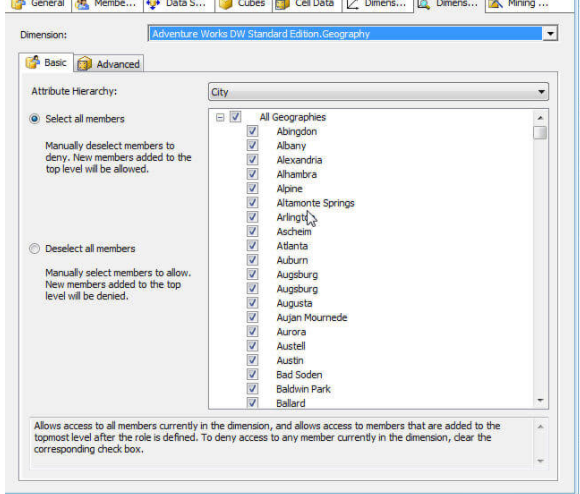 General Membe... Data S... Cubes Cell Data Dimens... Dimens... Mining ...
Dimension: Adventure Works DW Standard Edition.Geography
Basic Advanced
Attribute Hierarchy: City
Select all members
Manually deselect members to
deny. New members added to the
top level will be allowed.
Deselect all members
Manually select members to allow.
New members added to the top
level will be denied.
All Geographies
Abingdon
Albany
Alexandria
Alhambra
Alpine
Altamonte Springs
Arlington
Ascheim
Atlanta
Auburn
Augsburg
Augsburg
Augusta
Aujan Mournede
Aurora
Austell
Austin
Bad Soden
Baldwin Park
Ballard
Allows access to all members currently in the dimension, and allows access to members that are added to the
topmost level after the role is defined. To deny access to any member currently in the dimension, clear the
corresponding check box.